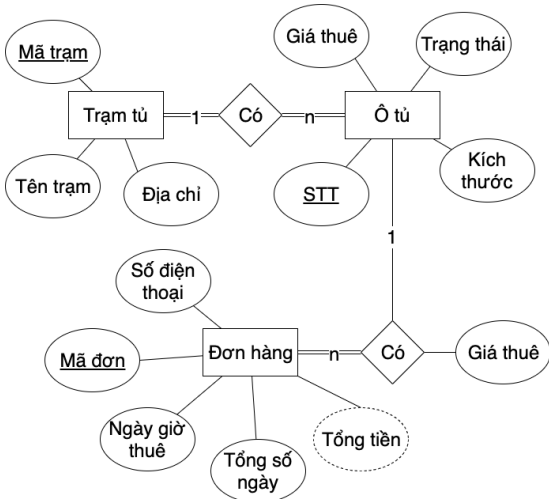 Mã trạm
Giá thuê
Trạng thái
Trạm tủ
1
Có
n
Ô tủ
Tên trạm
Địa chỉ
STT
Kích
thước
1
Số điện
thoại
Mã đơn
Đơn hàng
n
Có
Giá thuê
Ngày giờ
thuê
Tổng số
ngày
Tổng tiền